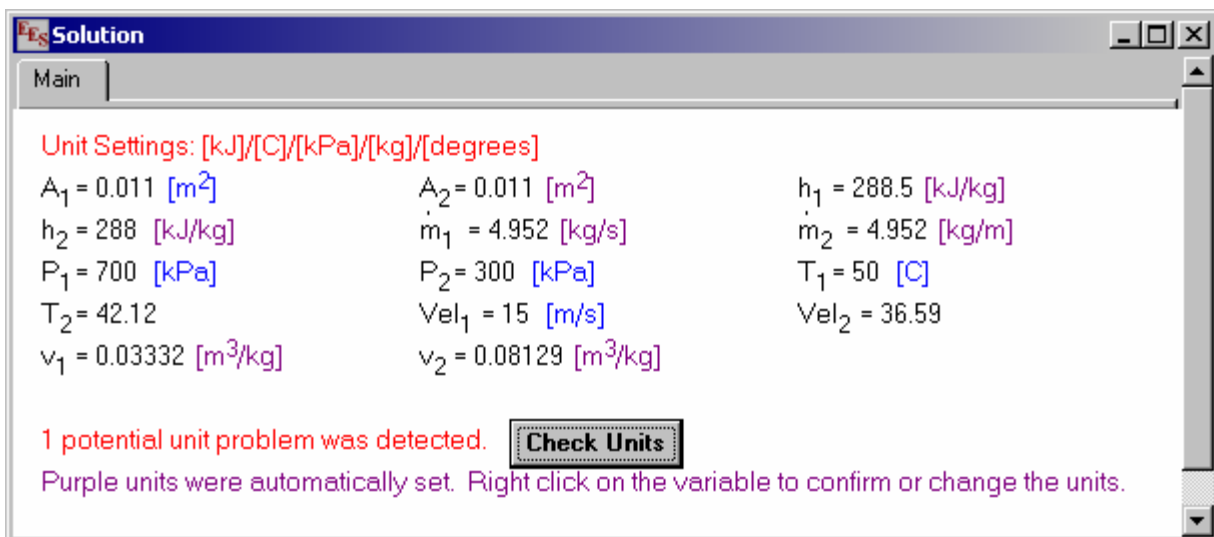 EES Solution
Main
Unit Settings: [kJ]/[C]/[kPa]/[kg]/[degrees]
A₁ = 0.011 [m²] A₂ = 0.011 [m²] h₁ = 288.5 [kJ/kg]
h₂ = 288 [kJ/kg] ṁ₁ = 4.952 [kg/s] ṁ₂ = 4.952 [kg/m]
P₁ = 700 [kPa] P₂ = 300 [kPa] T₁ = 50 [C]
T₂ = 42.12 Vel₁ = 15 [m/s] Vel₂ = 36.59
v₁ = 0.03332 [m³/kg] v₂ = 0.08129 [m³/kg]
1 potential unit problem was detected. Check Units
Purple units were automatically set. Right click on the variable to confirm or change the units.